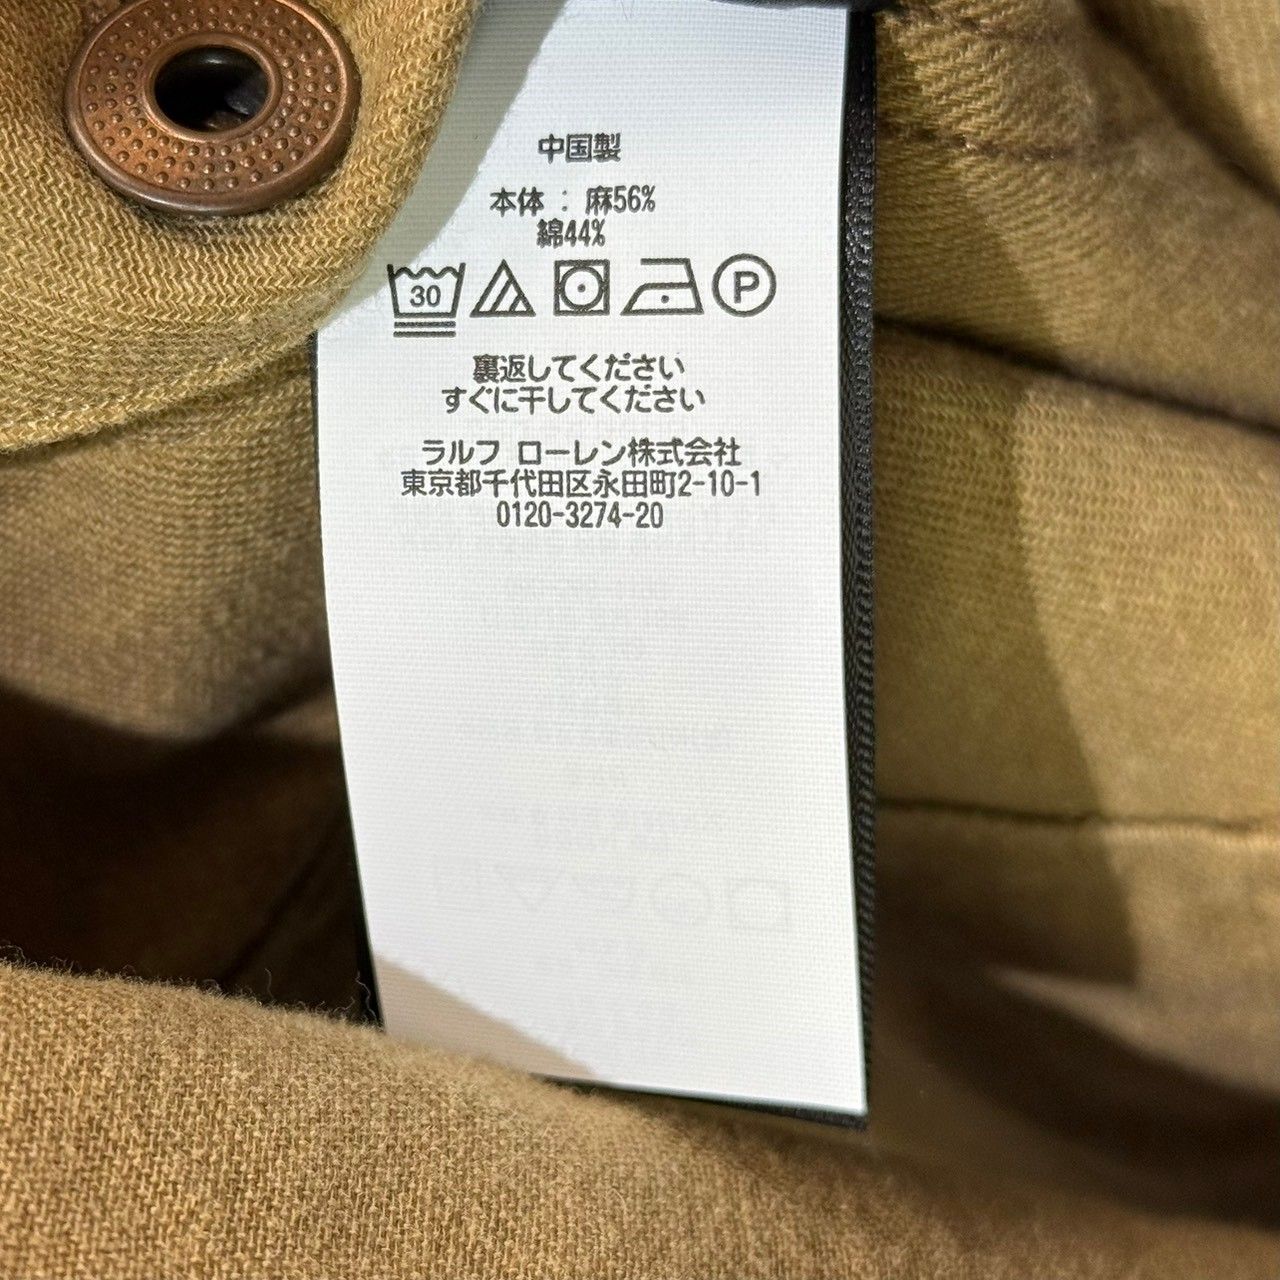 中国製
本体 : 麻56%
綿44%
30 P
裏返してください
すぐに干してください
ラルフ ローレン株式会社
東京都千代田区永田町2-10-1
0120-3274-20